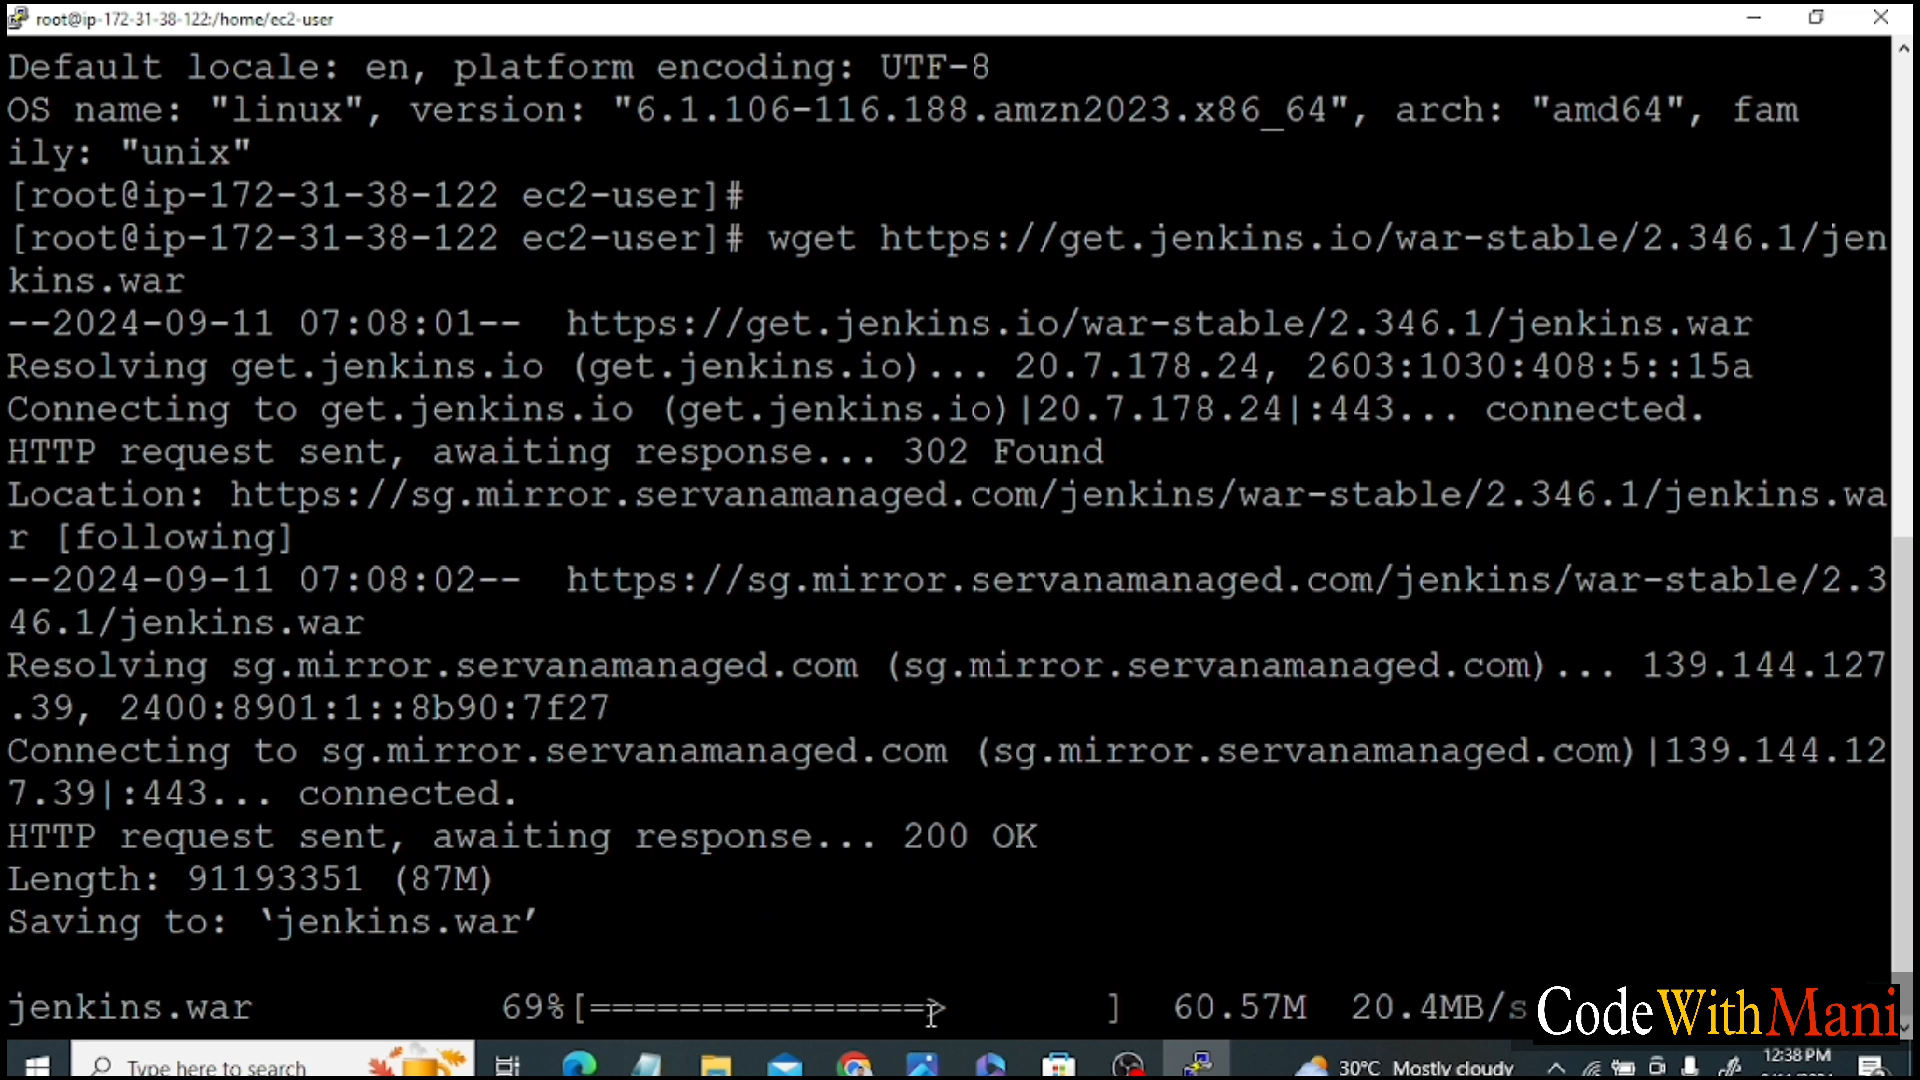 root@ip-172-31-38-122:/home/ec2-user
Default locale: en, platform encoding: UTF-8
OS name: "linux", version: "6.1.106-116.188.amzn2023.x86_64", arch: "amd64", fam
ily: "unix"
[root@ip-172-31-38-122 ec2-user]#
[root@ip-172-31-38-122 ec2-user]# wget https://get.jenkins.io/war-stable/2.346.1/jen
kins.war
--2024-09-11 07:08:01--  https://get.jenkins.io/war-stable/2.346.1/jenkins.war
Resolving get.jenkins.io (get.jenkins.io)... 20.7.178.24, 2603:1030:408:5::15a
Connecting to get.jenkins.io (get.jenkins.io)|20.7.178.24|:443... connected.
HTTP request sent, awaiting response... 302 Found
Location: https://sg.mirror.servanamanaged.com/jenkins/war-stable/2.346.1/jenkins.wa
r [following]
--2024-09-11 07:08:02--  https://sg.mirror.servanamanaged.com/jenkins/war-stable/2.3
46.1/jenkins.war
Resolving sg.mirror.servanamanaged.com (sg.mirror.servanamanaged.com)... 139.144.127
.39, 2400:8901:1::8b90:7f27
Connecting to sg.mirror.servanamanaged.com (sg.mirror.servanamanaged.com)|139.144.12
7.39|:443... connected.
HTTP request sent, awaiting response... 200 OK
Length: 91193351 (87M)
Saving to: ‘jenkins.war’
jenkins.war 69%[================> ] 60.57M 20.4MB/s
CodeWithMani
Type here to search
30°C Mostly cloudy
12:38 PM